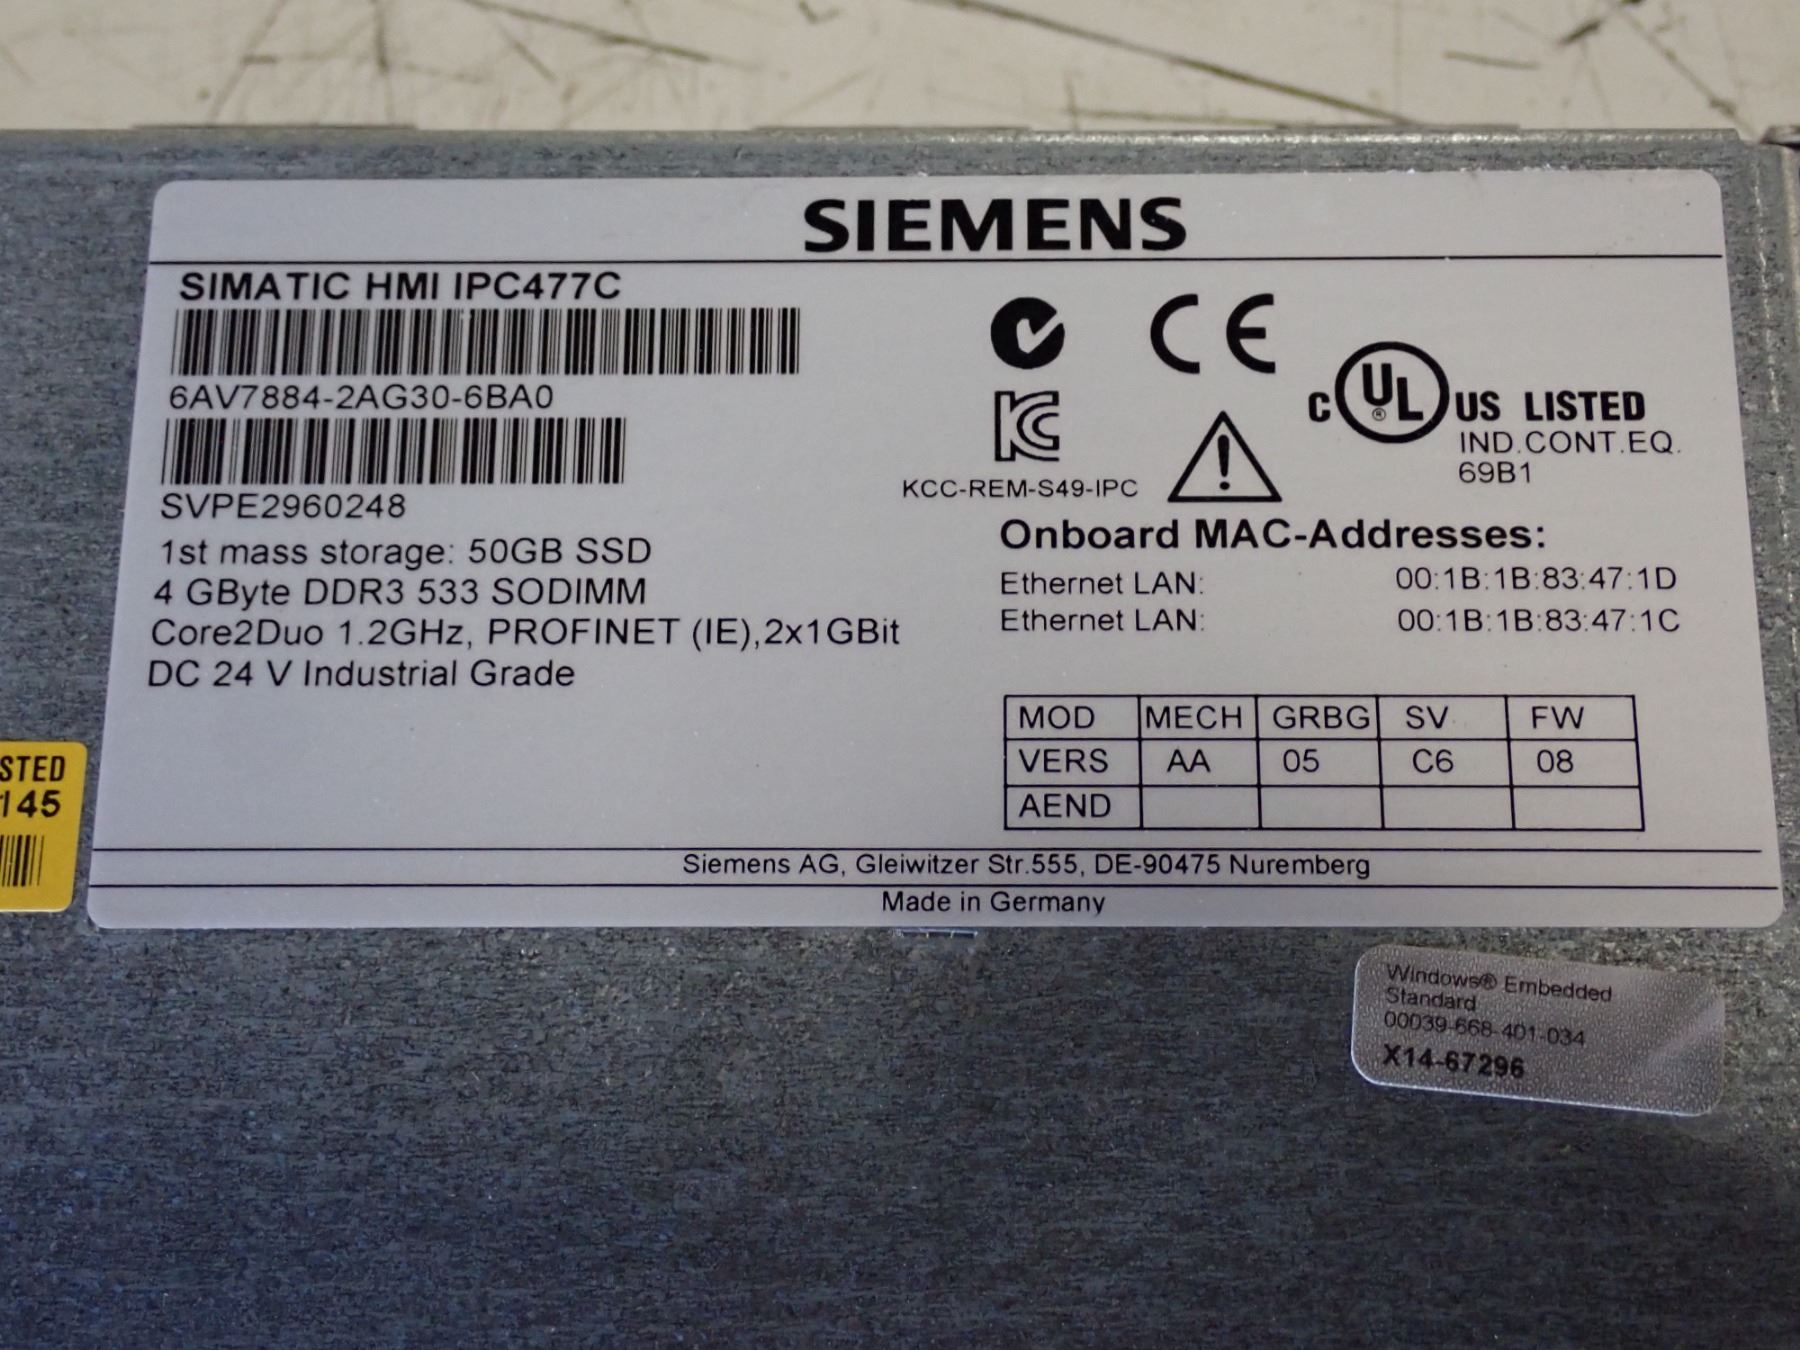 SIEMENS
SIMATIC HMI IPC477C
6AV7884-2AG30-6BA0
SVPE2960248
1st mass storage: 50GB SSD
4 GByte DDR3 533 SODIMM
Core2Duo 1.2GHz, PROFINET (IE),2x1GBit
DC 24 V Industrial Grade
CE
KCC-REM-S49-IPC
C UL® US LISTED
IND.CONT.EQ.
69B1
Onboard MAC-Addresses:
Ethernet LAN: 00:1B:1B:83:47:1D
Ethernet LAN: 00:1B:1B:83:47:1C
MOD MECH GRBG SV FW
VERS AA 05 C6 08
AEND
Siemens AG, Gleiwitzer Str.555, DE-90475 Nuremberg
Made in Germany
STED
145
Windows® Embedded
Standard
00039-668-401-034
X14-67296